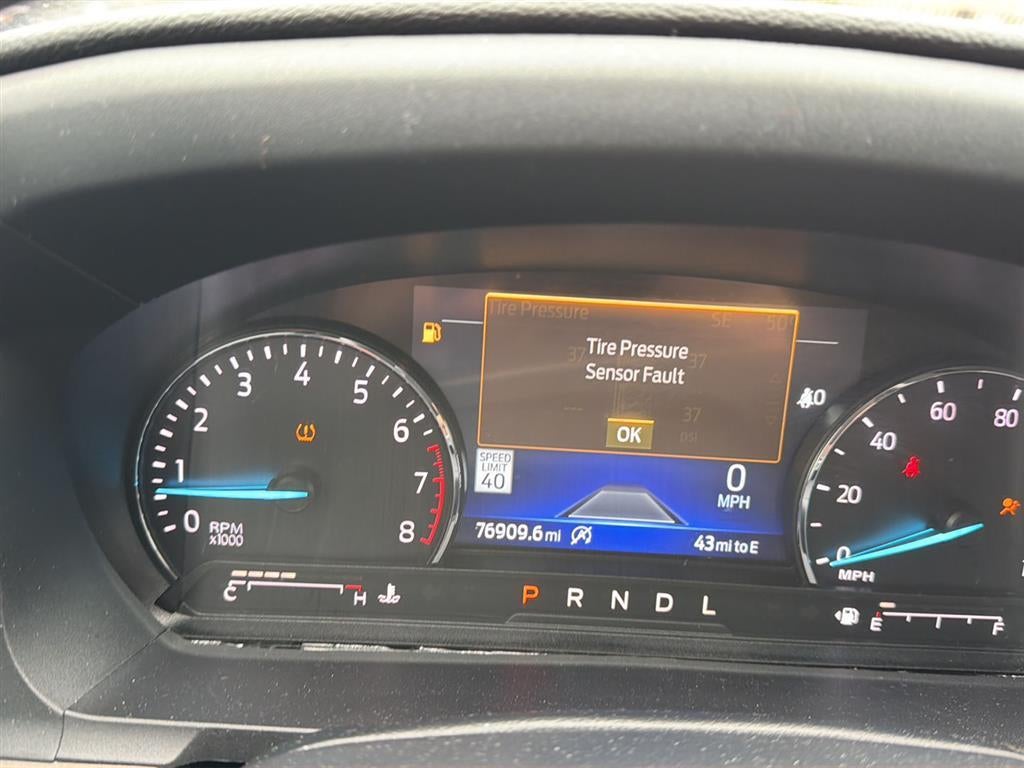 Tire Pressure
SE 50°
37 37
Tire Pressure
Sensor Fault
-- 37
psi
OK
SPEED
LIMIT
40
0
MPH
76909.6 mi
43 mi to E
0 1 2 3 4 5 6 7 8
RPM
x1000
0 20 40 60 80
MPH
C H
P R N D L
E F